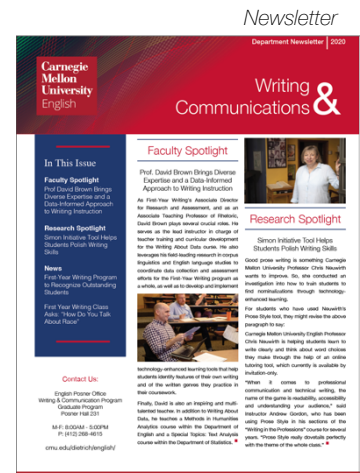 Newsletter
Department Newsletter | 2020
Carnegie
Mellon
University
English
Writing
Communications &
In This Issue
Faculty Spotlight
Prof David Brown Brings
Diverse Expertise and a
Data-Informed Approach
to Writing Instruction
Research Spotlight
Simon Initiative Tool Helps
Students Polish Writing
Skills
News
First-Year Writing Program
to Recognize Outstanding
Students
First Year Writing Class
Asks: "How Do You Talk
About Race"
Contact Us:
English Department
Writing & Communication Program
Graduate Program
Posner Hall 231
M-F: 8:00AM - 5:00PM
P: (412) 268-4615
cmu.edu/dietrich/english/
Faculty Spotlight
Prof. David Brown Brings Diverse
Expertise and a Data-Informed
Approach to Writing Instruction
As First-Year Writing's Associate Director
for Research and Assessment, and as an
Associate Teaching Professor of Rhetoric,
David Brown plays several crucial roles. He
serves as the lead instructor in charge of
teacher training and curricular development
for the Writing About Data course. He also
leverages his field-leading research in corpus
linguistics and English language studies to
coordinate data collection and assessment
efforts for the First-Year Writing program as
a whole, as well as to develop and implement
technology-enhanced learning tools that help
students identify features of their own writing
and of the written genres they practice in
their coursework.
Finally, David is also an inspiring and multi-
talented teacher. In addition to Writing About
Data, he teaches a Methods in Humanities
Analytics course within the Department of
English and a Special Topics: Text Analysis
course within the Department of Statistics.
Research Spotlight
Simon Initiative Tool Helps
Students Polish Writing Skills
Good prose writing is something Carnegie
Mellon University Professor Chris Neuwirth
wants to improve. So, she conducted an
investigation into how to train students to
find nominalizations through technology-
enhanced learning.
For students who have used Neuwirth's
Prose Style tool, they might revise the above
paragraph to say:
Carnegie Mellon University English Professor
Chris Neuwirth is helping students learn to
write clearly and think about word choices
they make through the help of an online
tutoring tool, which currently is available by
invitation-only.
"When it comes to professional
communication and technical writing, the
name of the game is readability, accessibility
and understanding your audience," said
Instructor Andrew Gordon, who has been
using Prose Style in his sections of the
"Writing in the Professions" course for several
years. "Prose Style really dovetails perfectly
with the theme of the whole class."